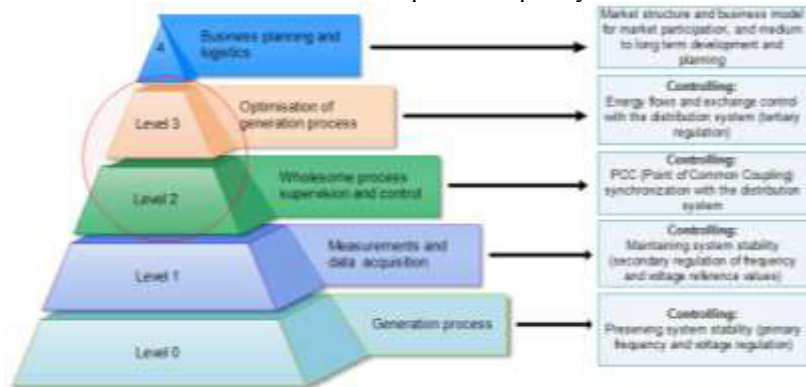 4
Business planning and
logistics
Market structure and business model
for market participation, and medium
to long term development and
planning
Level 3
Optimisation of
generation process
Controlling:
Energy flows and exchange control
with the distribution system (tertiary
regulation)
Level 2
Wholesome process
supervision and control
Controlling:
PCC (Point of Common Coupling)
synchronization with the distribution
system
Level 1
Measurements and
data acquisition
Controlling:
Maintaining system stability
(secondary regulation of frequency
and voltage reference values)
Level 0
Generation process
Controlling:
Preserving system stability (primary
frequency and voltage regulation)